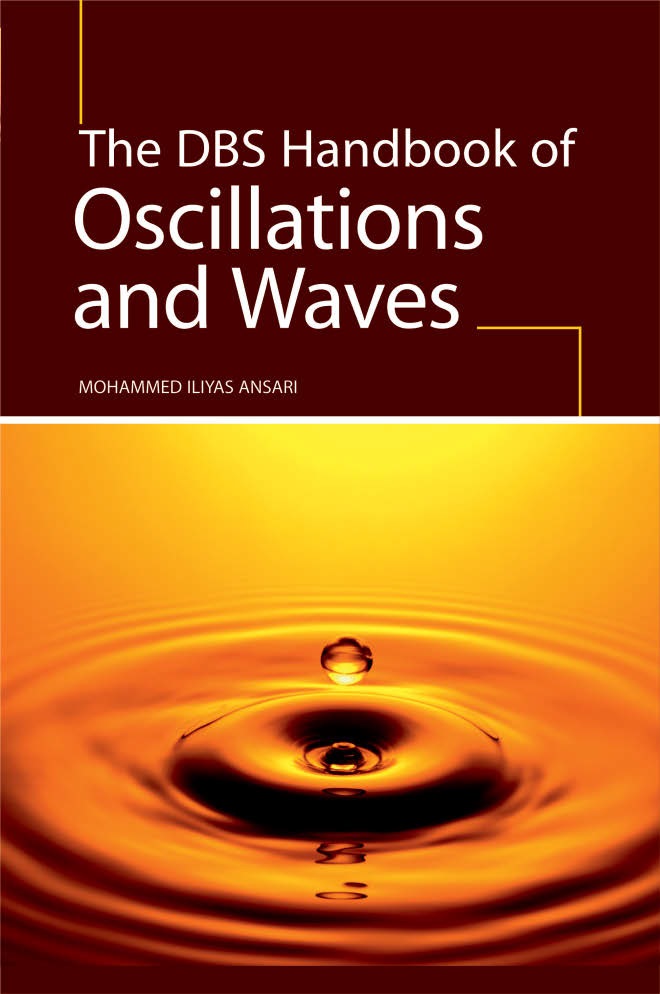 The DBS Handbook of
Oscillations
and Waves
MOHAMMED ILIYAS ANSARI